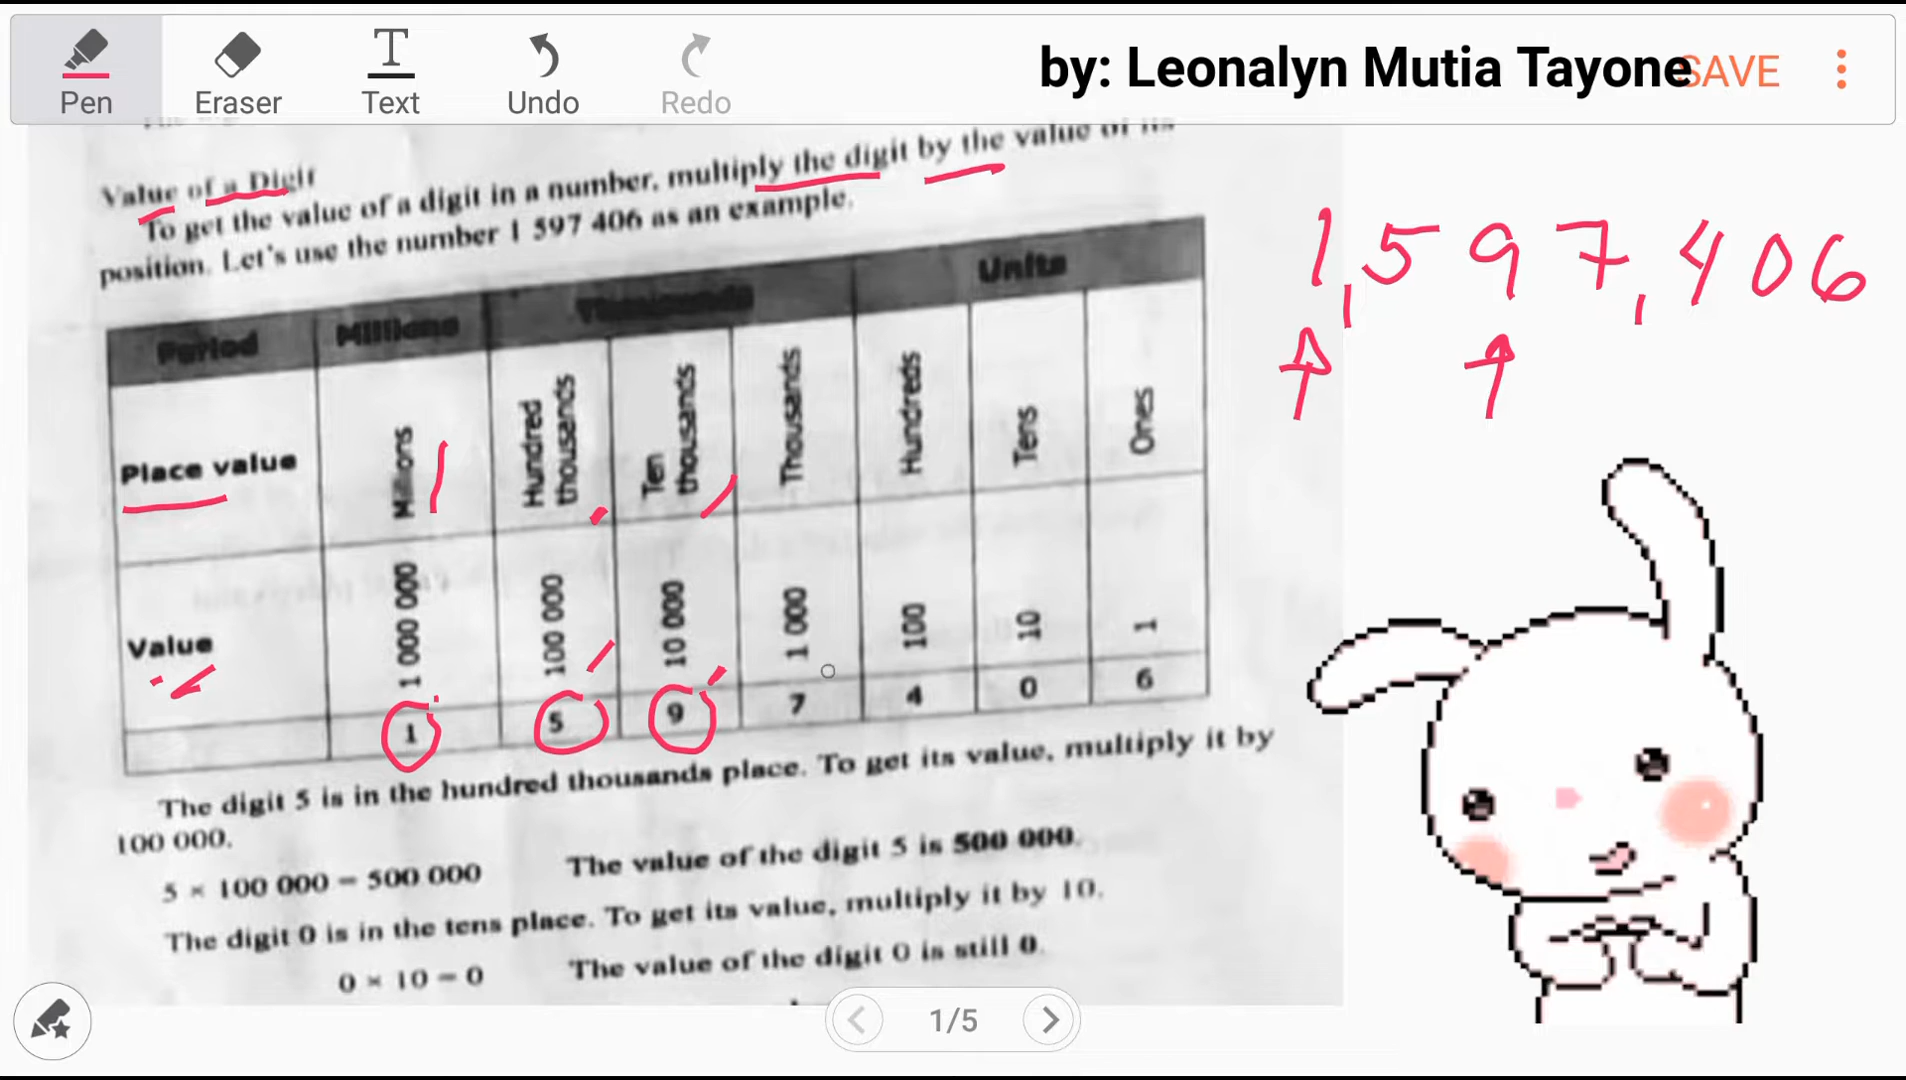 Pen
Eraser
Text
Undo
Redo
by: Leonalyn Mutia Tayone
SAVE
Value of a Digit
To get the value of a digit in a number, multiply the digit by the value of its
position. Let's use the number 1 597 406 as an example.
1,597,406
Period Millions Thousands Units
Place value Millions Hundred thousands Ten thousands Thousands Hundreds Tens Ones
Value 1 000 000 100 000 10 000 1 000 100 10 1
1 5 9 7 4 0 6
The digit 5 is in the hundred thousands place. To get its value, multiply it by
100 000.
5 × 100 000 = 500 000 The value of the digit 5 is 500 000.
The digit 0 is in the tens place. To get its value, multiply it by 10.
0 × 10 = 0 The value of the digit 0 is still 0.
1/5